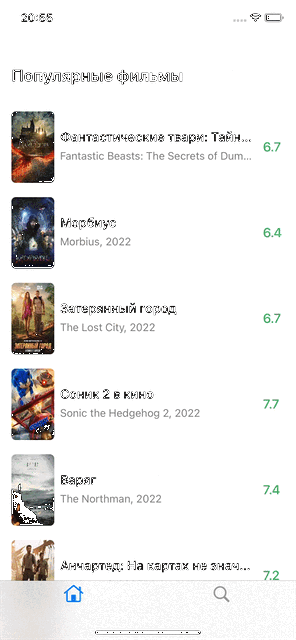 20:55
Популярные фильмы
Фантастические твари: Тайн...
Fantastic Beasts: The Secrets of Dum...
6.7
Морбиус
Morbius, 2022
6.4
Затерянный город
The Lost City, 2022
6.7
Соник 2 в кино
Sonic the Hedgehog 2, 2022
7.7
Варяг
The Northman, 2022
7.4
Анчартед: На картах не знач...
7.2